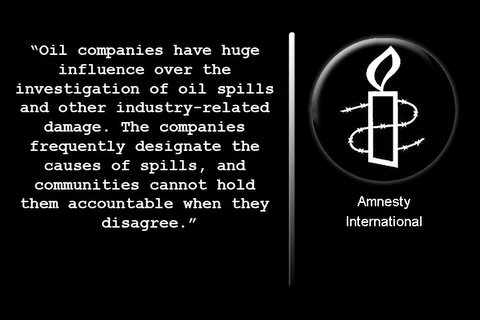 “Oil companies have huge
influence over the
investigation of oil spills
and other industry-related
damage. The companies
frequently designate the
causes of spills, and
communities cannot hold
them accountable when they
disagree.”
Amnesty
International